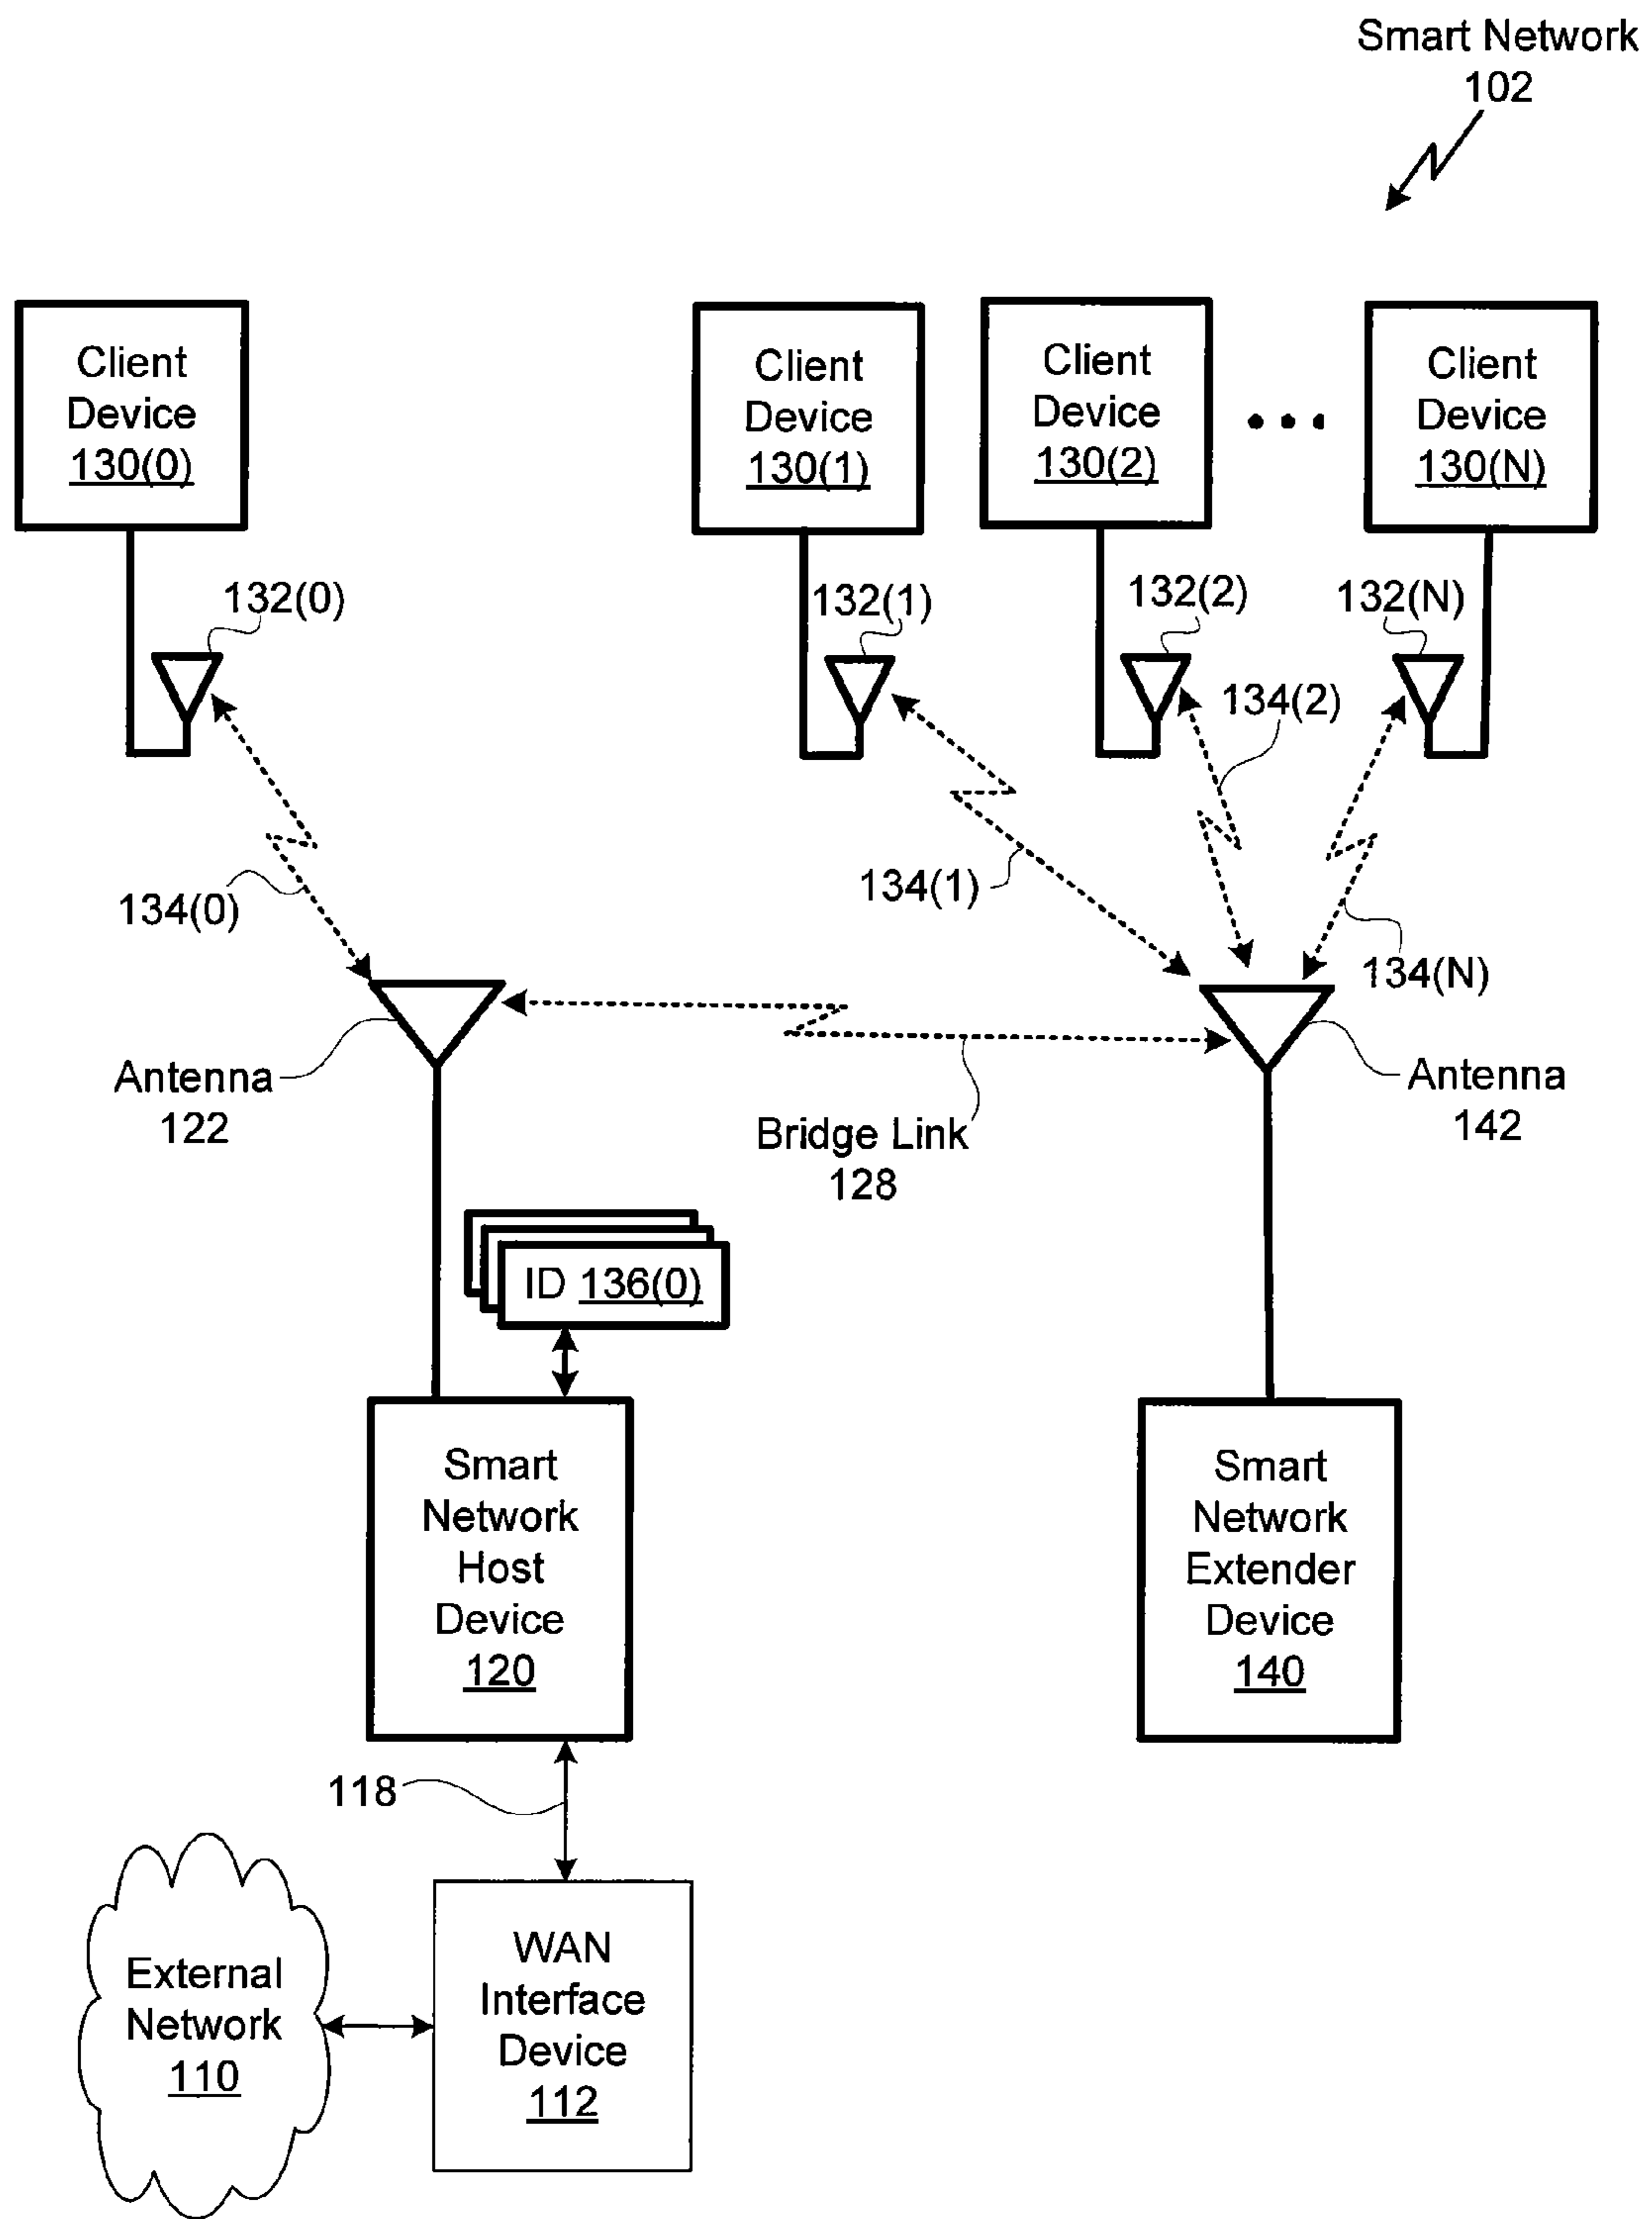 Smart Network
102
Client
Device
130(0)
Client
Device
130(1)
Client
Device
130(2)
Client
Device
130(N)
132(0)
132(1)
132(2)
132(N)
134(2)
134(0)
134(1)
134(N)
Antenna
122
Bridge Link
128
Antenna
142
ID 136(0)
Smart
Network
Host
Device
120
Smart
Network
Extender
Device
140
118
External
Network
110
WAN
Interface
Device
112